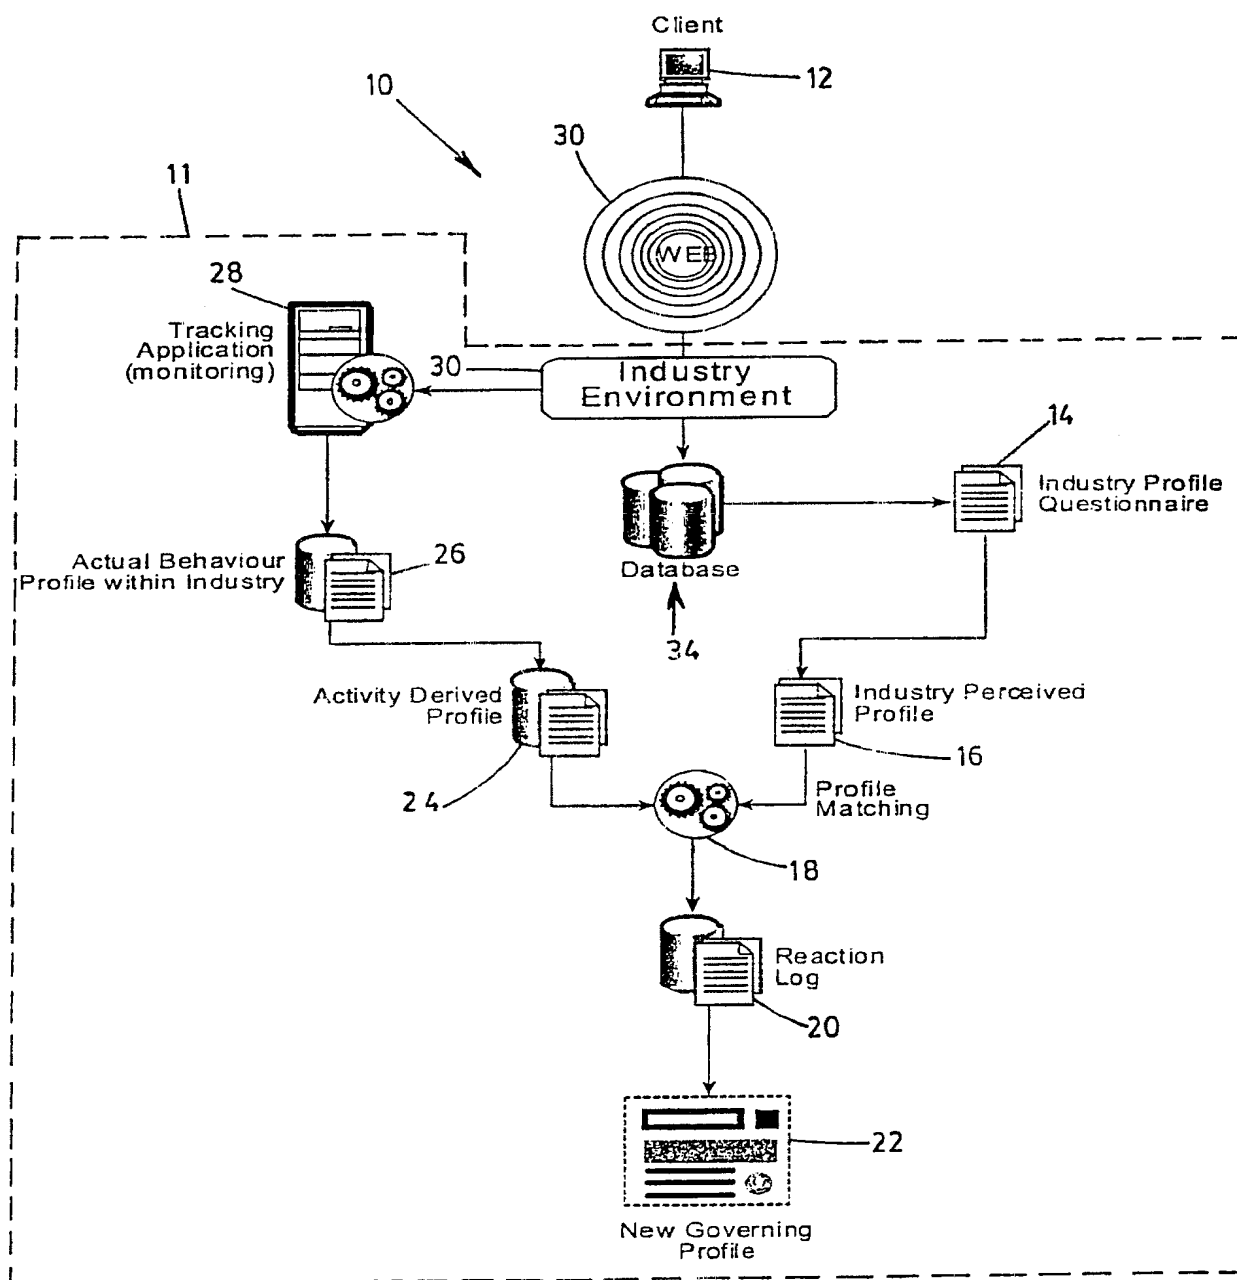 Client
12
10
30
11
WEB
28
Tracking
Application
(monitoring)
30
Industry
Environment
14
Industry Profile
Questionnaire
Database
34
Actual Behaviour
Profile within Industry
26
Activity Derived
Profile
24
Industry Perceived
Profile
16
Profile
Matching
18
Reaction
Log
20
22
New Governing
Profile